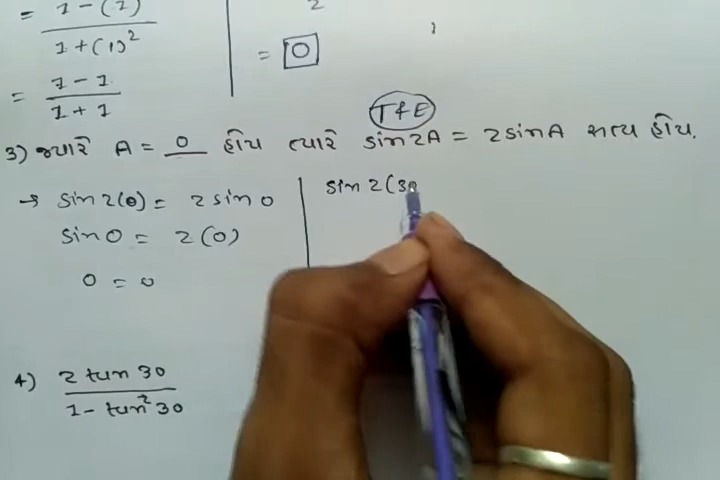 = 1 - (1) / 1 + (1)²
= 1 - 1 / 1 + 1
2
= 0
T & E
3) જ્યારે A = 0 હોય ત્યારે sin2A = 2sinA સત્ય હોય.
→ sin 2(0) = 2 sin 0
sin 0 = 2 (0)
0 = 0
sin 2(30
4) 2 tan 30 / 1 - tan² 30